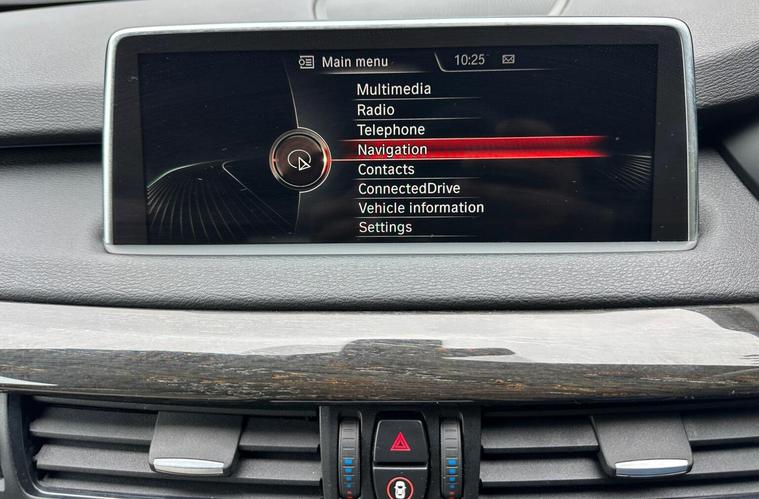 Main menu
10:25
Multimedia
Radio
Telephone
Navigation
Contacts
ConnectedDrive
Vehicle information
Settings